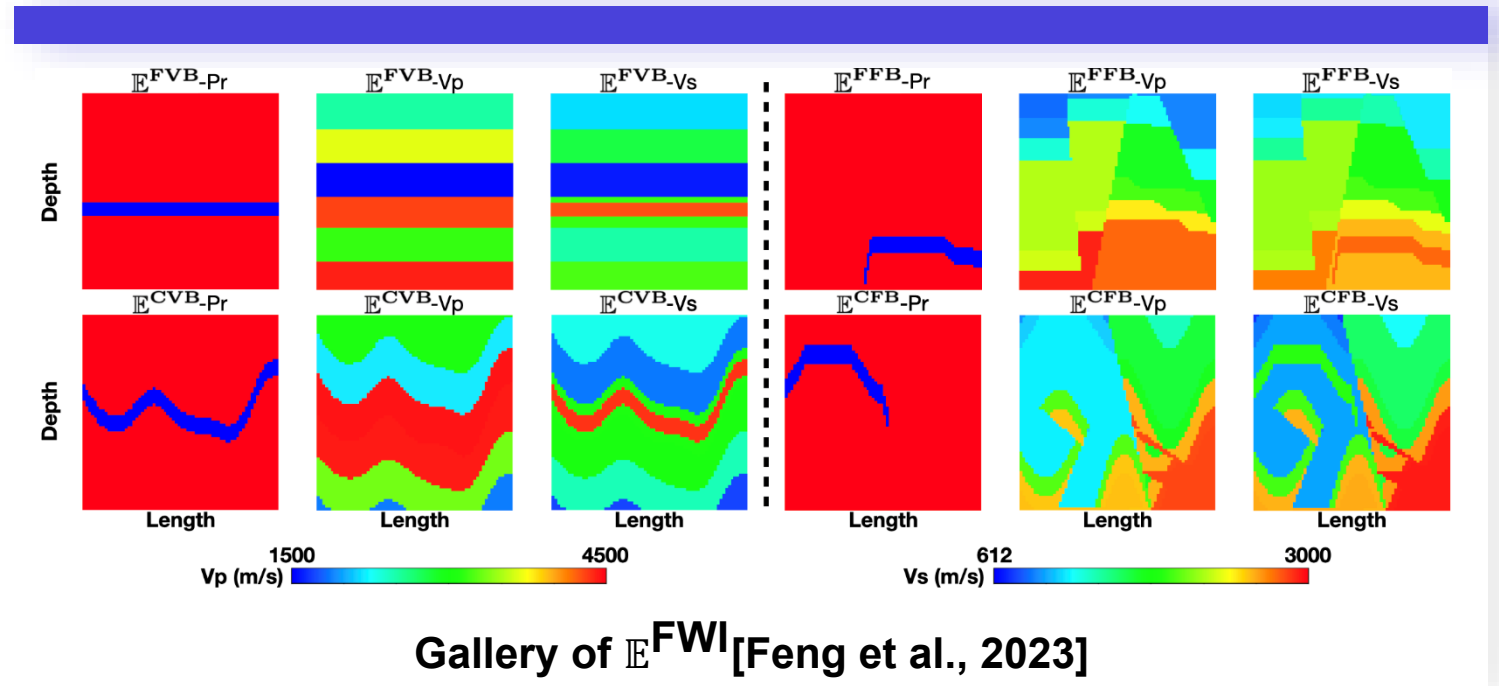 𝔼^FVB-Pr 𝔼^FVB-Vp 𝔼^FVB-Vs 𝔼^FFB-Pr 𝔼^FFB-Vp 𝔼^FFB-Vs
Depth
𝔼^CVB-Pr 𝔼^CVB-Vp 𝔼^CVB-Vs 𝔼^CFB-Pr 𝔼^CFB-Vp 𝔼^CFB-Vs
Depth
Length Length Length Length Length Length
1500 4500 612 3000
Vp (m/s) Vs (m/s)
Gallery of 𝔼^FWI[Feng et al., 2023]